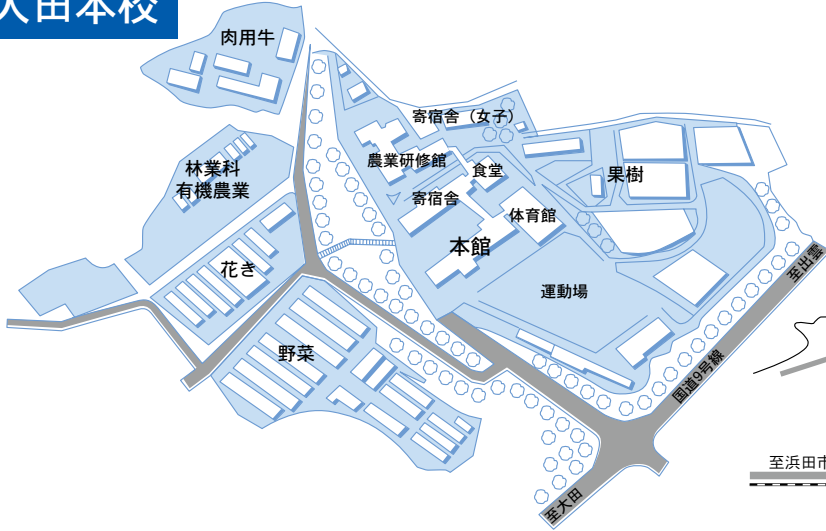 大田本校
肉用牛
寄宿舎（女子）
農業研修館
食堂
果樹
林業科
有機農業
寄宿舎
体育館
本館
花き
運動場
至出雲
野菜
国道9号線
至浜田市
至大田